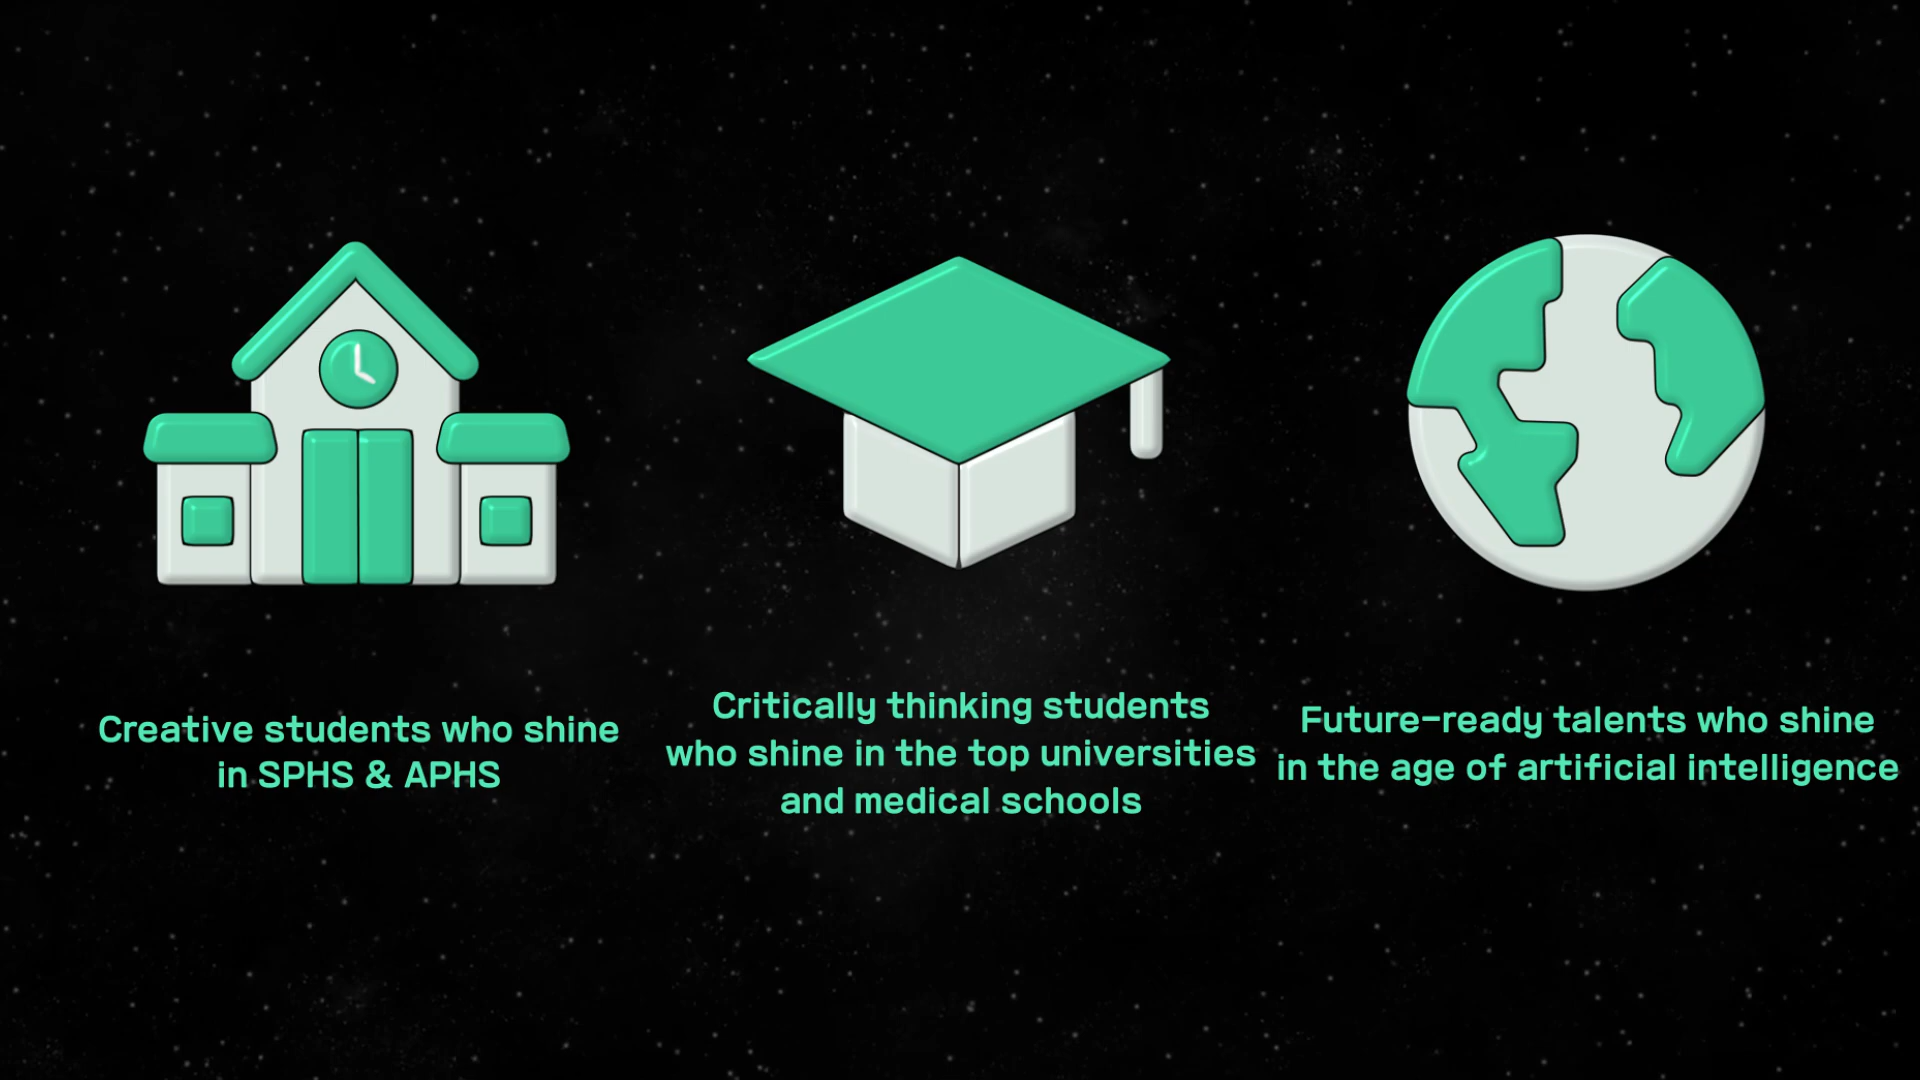 Creative students who shine
in SPHS & APHS
Critically thinking students
who shine in the top universities
and medical schools
Future-ready talents who shine
in the age of artificial intelligence